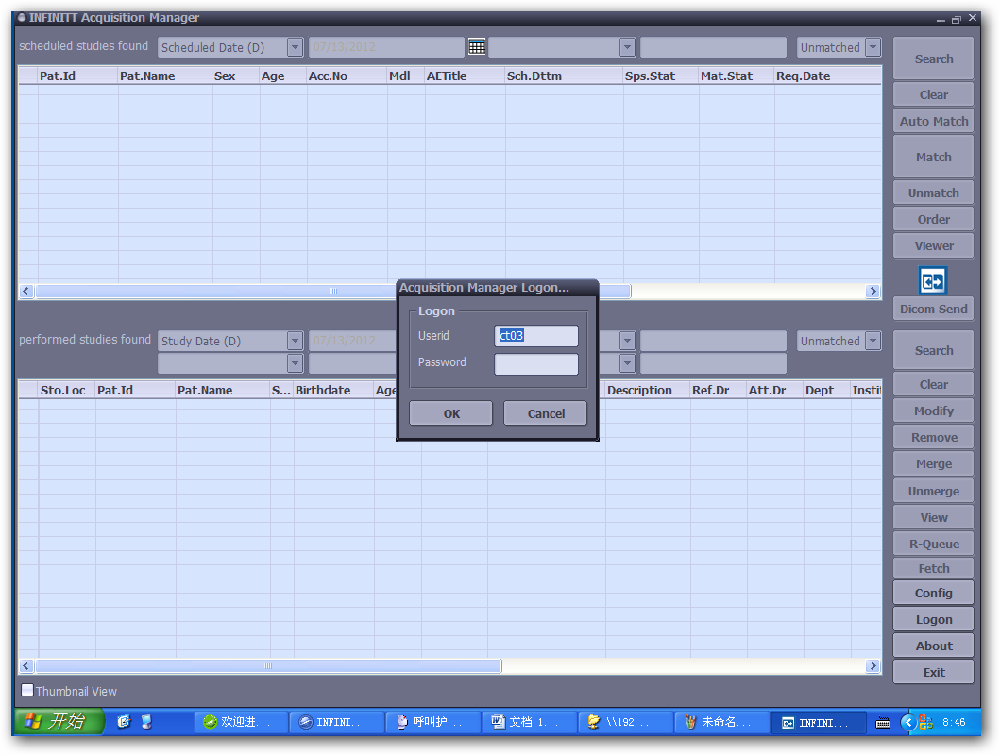 INFINITT Acquisition Manager
scheduled studies found Scheduled Date (D) 07/13/2012 Unmatched Search
Pat.Id Pat.Name Sex Age Acc.No Mdl AETitle Sch.Dttm Sps.Stat Mat.Stat Req.Date
Clear
Auto Match
Match
Unmatch
Order
Viewer
Dicom Send
Acquisition Manager Logon...
Logon
Userid ct03
Password
OK Cancel
performed studies found Study Date (D) 07/13/2012 Unmatched Search
Sto.Loc Pat.Id Pat.Name S... Birthdate Age Description Ref.Dr Att.Dr Dept Instit
Clear
Modify
Remove
Merge
Unmerge
View
R-Queue
Fetch
Config
Logon
About
Exit
Thumbnail View
开始 欢迎进... INFINI... 呼叫护... 文档 1... \\192.... 未命名... INFINI... 8:46